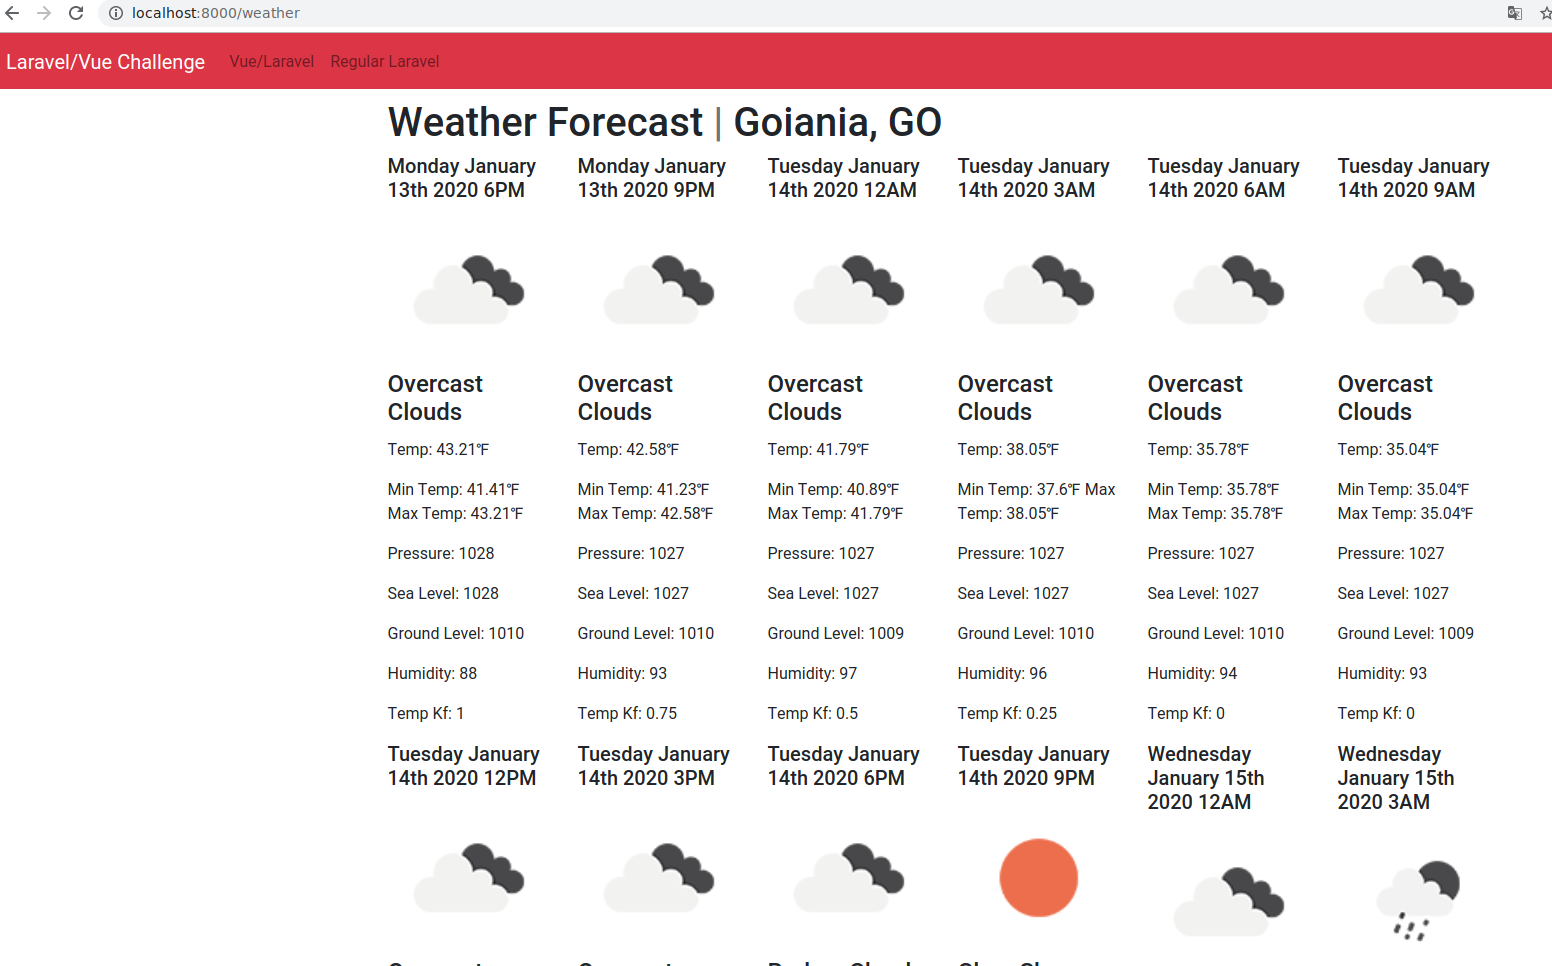 localhost:8000/weather
Laravel/Vue Challenge Vue/Laravel Regular Laravel
Weather Forecast | Goiania, GO
Monday January
13th 2020 6PM
Overcast
Clouds
Temp: 43.21°F
Min Temp: 41.41°F
Max Temp: 43.21°F
Pressure: 1028
Sea Level: 1028
Ground Level: 1010
Humidity: 88
Temp Kf: 1
Monday January
13th 2020 9PM
Overcast
Clouds
Temp: 42.58°F
Min Temp: 41.23°F
Max Temp: 42.58°F
Pressure: 1027
Sea Level: 1027
Ground Level: 1010
Humidity: 93
Temp Kf: 0.75
Tuesday January
14th 2020 12AM
Overcast
Clouds
Temp: 41.79°F
Min Temp: 40.89°F
Max Temp: 41.79°F
Pressure: 1027
Sea Level: 1027
Ground Level: 1009
Humidity: 97
Temp Kf: 0.5
Tuesday January
14th 2020 3AM
Overcast
Clouds
Temp: 38.05°F
Min Temp: 37.6°F Max
Temp: 38.05°F
Pressure: 1027
Sea Level: 1027
Ground Level: 1010
Humidity: 96
Temp Kf: 0.25
Tuesday January
14th 2020 6AM
Overcast
Clouds
Temp: 35.78°F
Min Temp: 35.78°F
Max Temp: 35.78°F
Pressure: 1027
Sea Level: 1027
Ground Level: 1010
Humidity: 94
Temp Kf: 0
Tuesday January
14th 2020 9AM
Overcast
Clouds
Temp: 35.04°F
Min Temp: 35.04°F
Max Temp: 35.04°F
Pressure: 1027
Sea Level: 1027
Ground Level: 1009
Humidity: 93
Temp Kf: 0
Tuesday January
14th 2020 12PM
Tuesday January
14th 2020 3PM
Tuesday January
14th 2020 6PM
Tuesday January
14th 2020 9PM
Wednesday
January 15th
2020 12AM
Wednesday
January 15th
2020 3AM